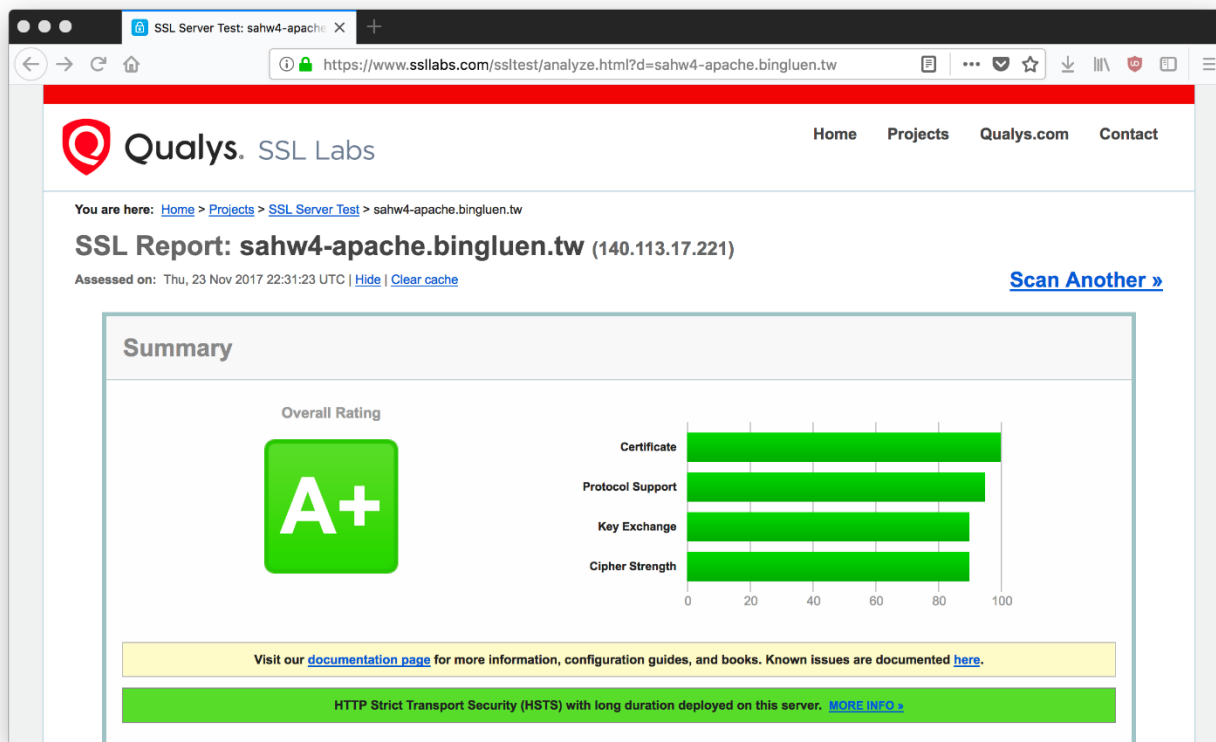 SSL Server Test: sahw4-apache
https://www.ssllabs.com/ssltest/analyze.html?d=sahw4-apache.bingluen.tw
Qualys. SSL Labs
Home Projects Qualys.com Contact
You are here: Home > Projects > SSL Server Test > sahw4-apache.bingluen.tw
SSL Report: sahw4-apache.bingluen.tw (140.113.17.221)
Assessed on: Thu, 23 Nov 2017 22:31:23 UTC | Hide | Clear cache
Scan Another »
Summary
Overall Rating
A+
Certificate
Protocol Support
Key Exchange
Cipher Strength
0 20 40 60 80 100
Visit our documentation page for more information, configuration guides, and books. Known issues are documented here.
HTTP Strict Transport Security (HSTS) with long duration deployed on this server. MORE INFO »